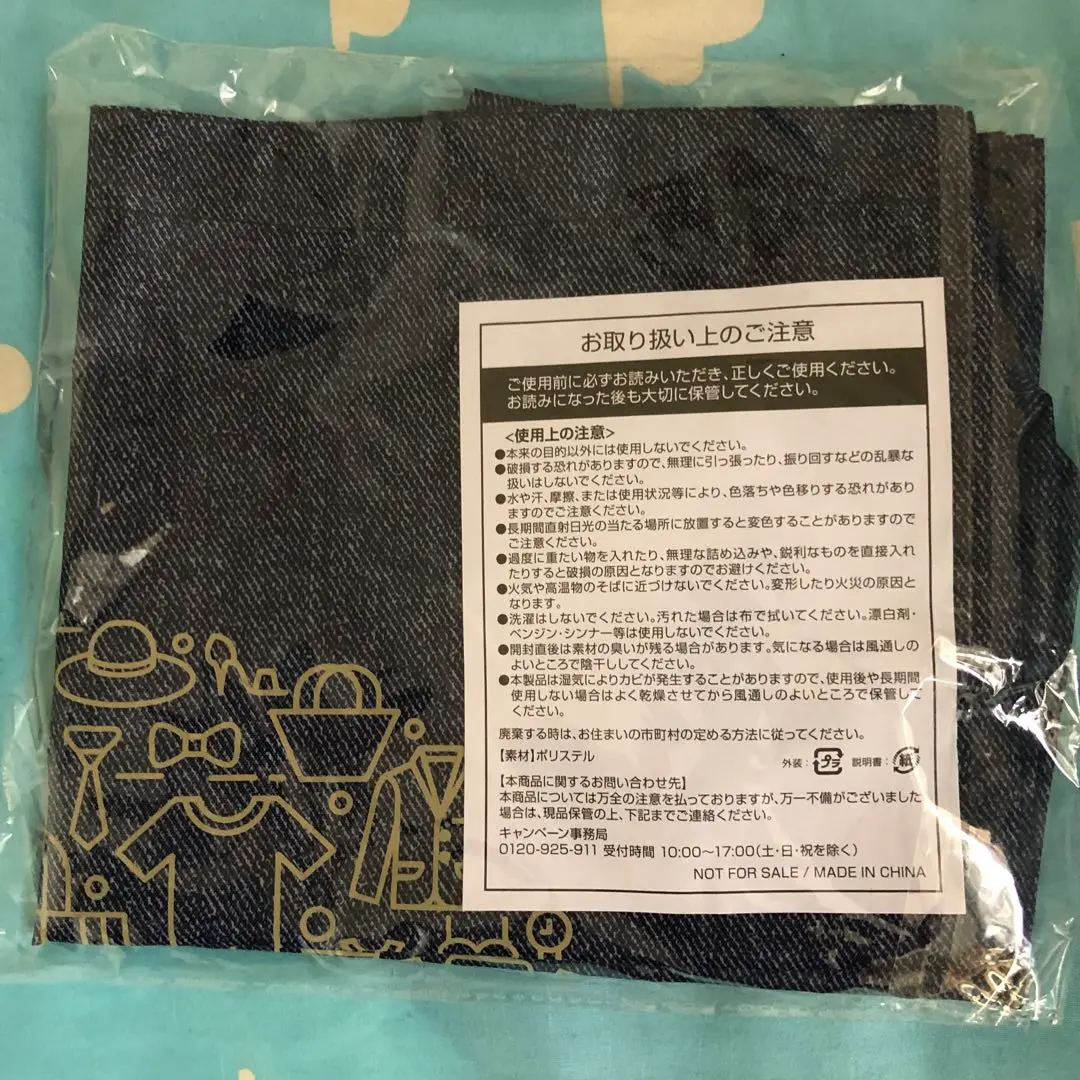 お取り扱い上のご注意
ご使用前に必ずお読みいただき、正しくご使用ください。
お読みになった後も大切に保管してください。
<使用上の注意>
●本来の目的以外には使用しないでください。
●破損する恐れがありますので、無理に引っ張ったり、振り回すなどの乱暴な
扱いはしないでください。
●水や汗、摩擦、または使用状況等により、色落ちや色移りする恐れがあり
ますのでご注意ください。
●長期間直射日光の当たる場所に放置すると変色することがありますので
ご注意ください。
●過度に重たい物を入れたり、無理な詰め込みや、鋭利なものを直接入れ
たりすると破損の原因となりますのでお避けください。
●火気や高温物のそばに近づけないでください。変形したり火災の原因と
なります。
●洗濯はしないでください。汚れた場合は布で拭いてください。漂白剤・
ベンジン・シンナー等は使用しないでください。
●開封直後は素材の臭いが残る場合があります。気になる場合は風通しの
よいところで陰干ししてください。
●本製品は湿気によりカビが発生することがありますので、使用後や長期間
使用しない場合はよく乾燥させてから風通しのよいところで保管して
ください。
廃棄する時は、お住まいの市町村の定める方法に従ってください。
【素材】ポリステル
外装: プラ 説明書: 紙
【本商品に関するお問い合わせ先】
本商品については万全の注意を払っておりますが、万一不備がございました
場合は、現品保管の上、下記までご連絡ください。
キャンペーン事務局
0120-925-911 受付時間 10:00～17:00(土・日・祝を除く)
NOT FOR SALE / MADE IN CHINA